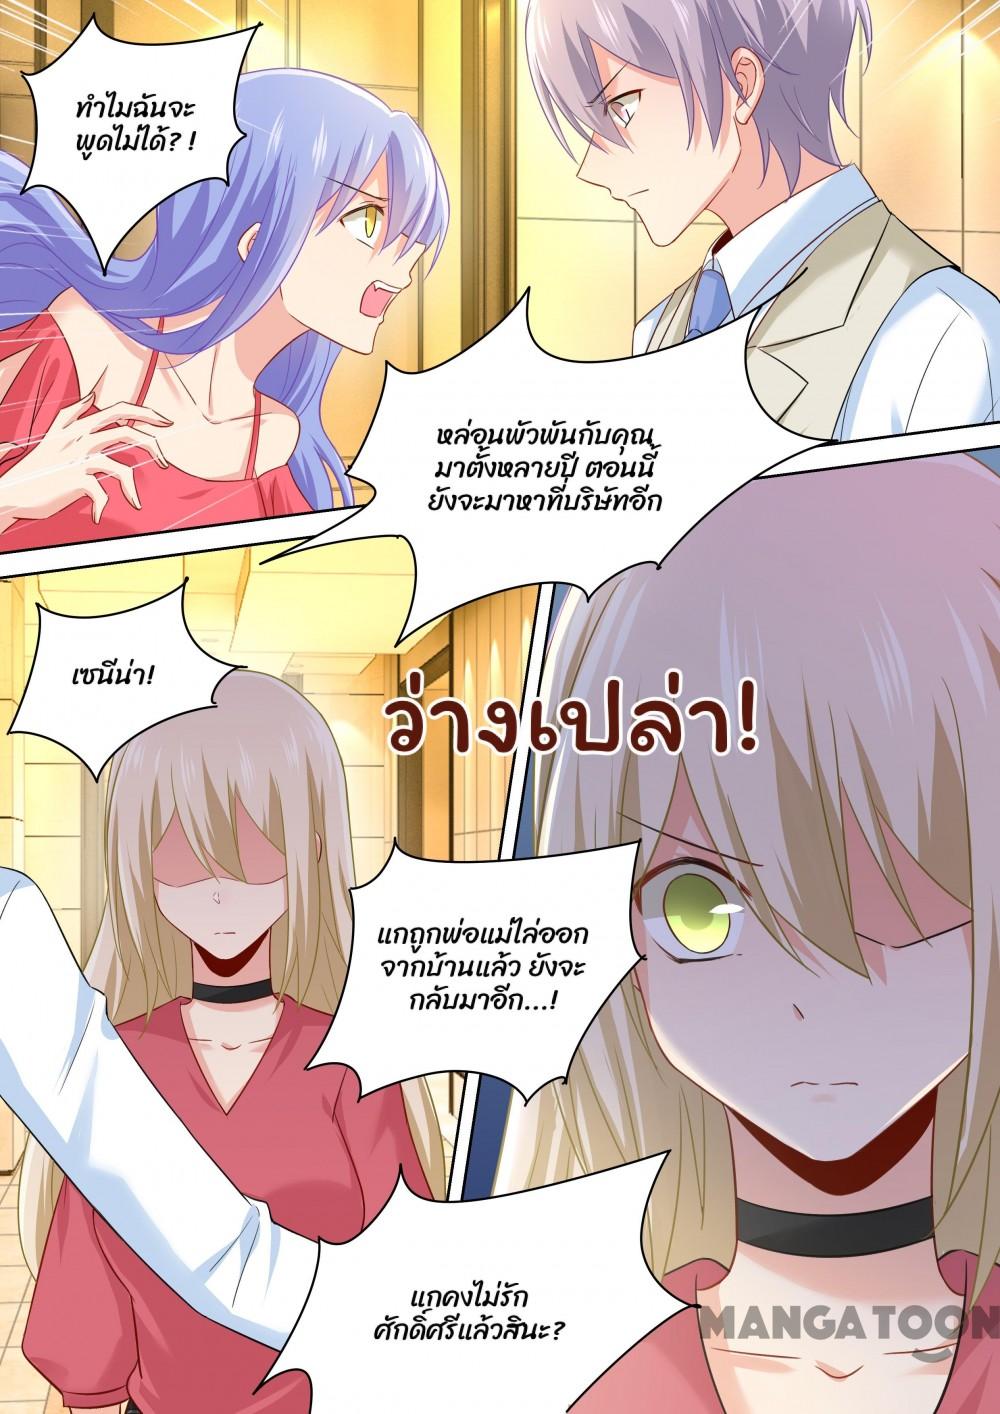 ทำไมฉันจะ
พูดไม่ได้?!
หล่อนพัวพันกับคุณ
มาตั้งหลายปี ตอนนี้
ยังจะมาหาที่บริษัทอีก
เซนีน่า!
ว่างเปล่า!
แกถูกพ่อแม่ไล่ออก
จากบ้านแล้ว ยังจะ
กลับมาอีก...!
แกคงไม่รัก
ศักดิ์ศรีแล้วสินะ?
MANGATOON